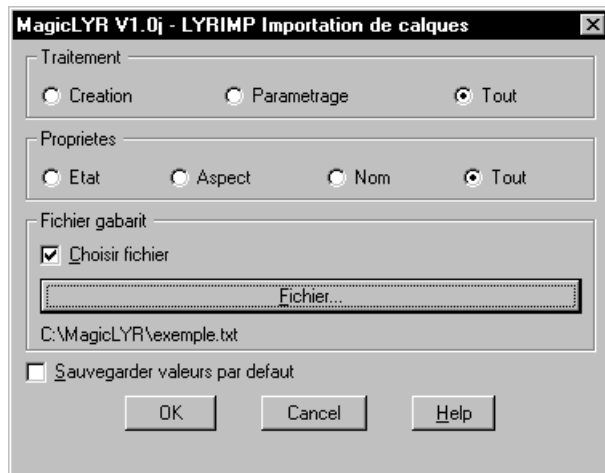 MagicLYR V1.0j - LYRIMP Importation de calques
Traitement
Creation Parametrage Tout
Proprietes
Etat Aspect Nom Tout
Fichier gabarit
Choisir fichier
Fichier...
C:\MagicLYR\exemple.txt
Sauvegarder valeurs par defaut
OK Cancel Help